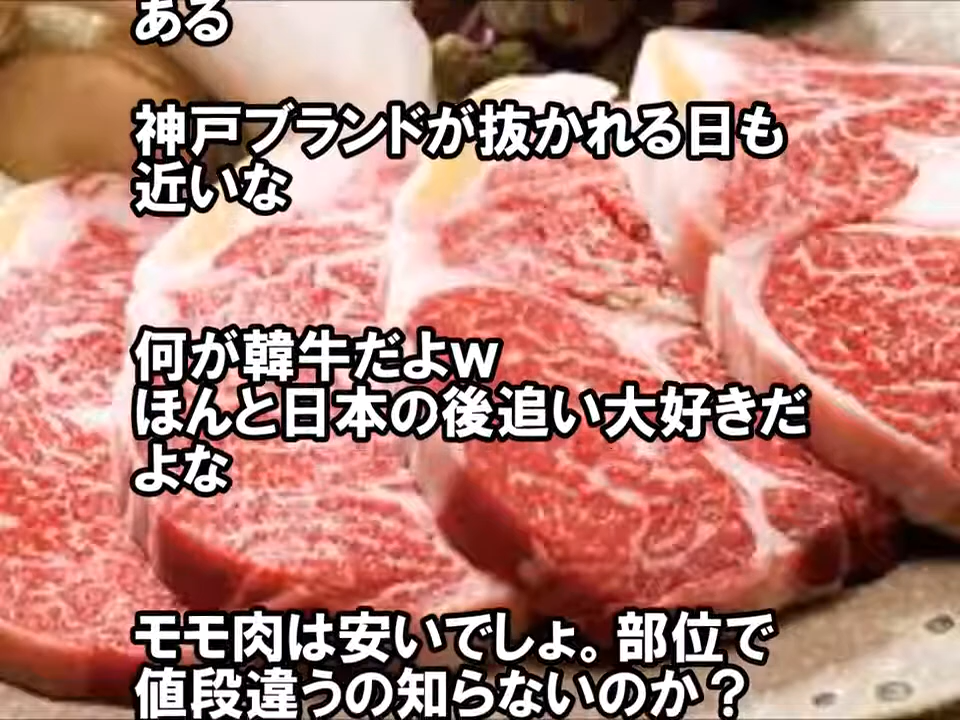 ある
神戸ブランドが抜かれる日も
近いな
何が韓牛だよw
ほんと日本の後追い大好きだ
よな
モモ肉は安いでしょ。部位で
値段違うの知らないのか？